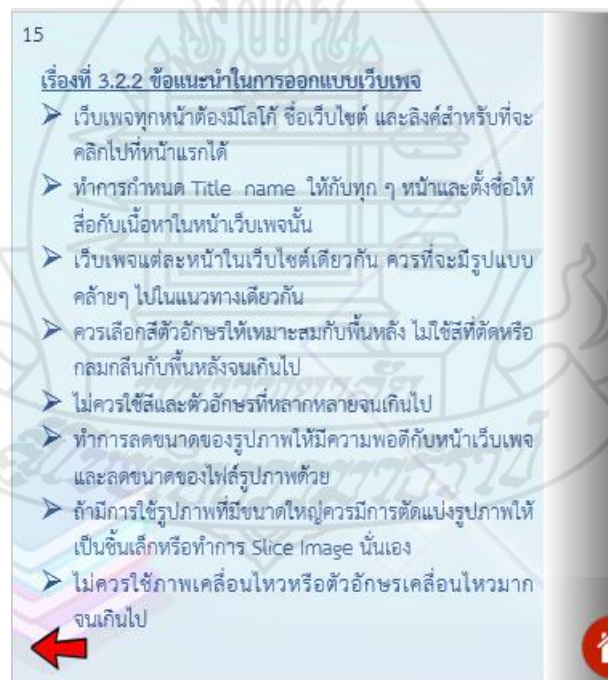 15
เรื่องที่ 3.2.2 ข้อแนะนำในการออกแบบเว็บเพจ
➢ เว็บเพจทุกหน้าต้องมีโลโก้ ชื่อเว็บไซต์ และลิงค์สำหรับที่จะ
คลิกไปที่หน้าแรกได้
➢ ทำการกำหนด Title name ให้กับทุก ๆ หน้าและตั้งชื่อให้
สื่อกับเนื้อหาในหน้าเว็บเพจนั้น
➢ เว็บเพจแต่ละหน้าในเว็บไซต์เดียวกัน ควรที่จะมีรูปแบบ
คล้ายๆ ไปในแนวทางเดียวกัน
➢ ควรเลือกสีตัวอักษรให้เหมาะสมกับพื้นหลัง ไม่ใช้สีที่ตัดหรือ
กลมกลืนกับพื้นหลังจนเกินไป
➢ ไม่ควรใช้สีและตัวอักษรที่หลากหลายจนเกินไป
➢ ทำการลดขนาดของรูปภาพให้มีความพอดีกับหน้าเว็บเพจ
และลดขนาดของไฟล์รูปภาพด้วย
➢ ถ้ามีการใช้รูปภาพที่มีขนาดใหญ่ควรมีการตัดแบ่งรูปภาพให้
เป็นชิ้นเล็กหรือทำการ Slice Image นั่นเอง
➢ ไม่ควรใช้ภาพเคลื่อนไหวหรือตัวอักษรเคลื่อนไหวมาก
จนเกินไป